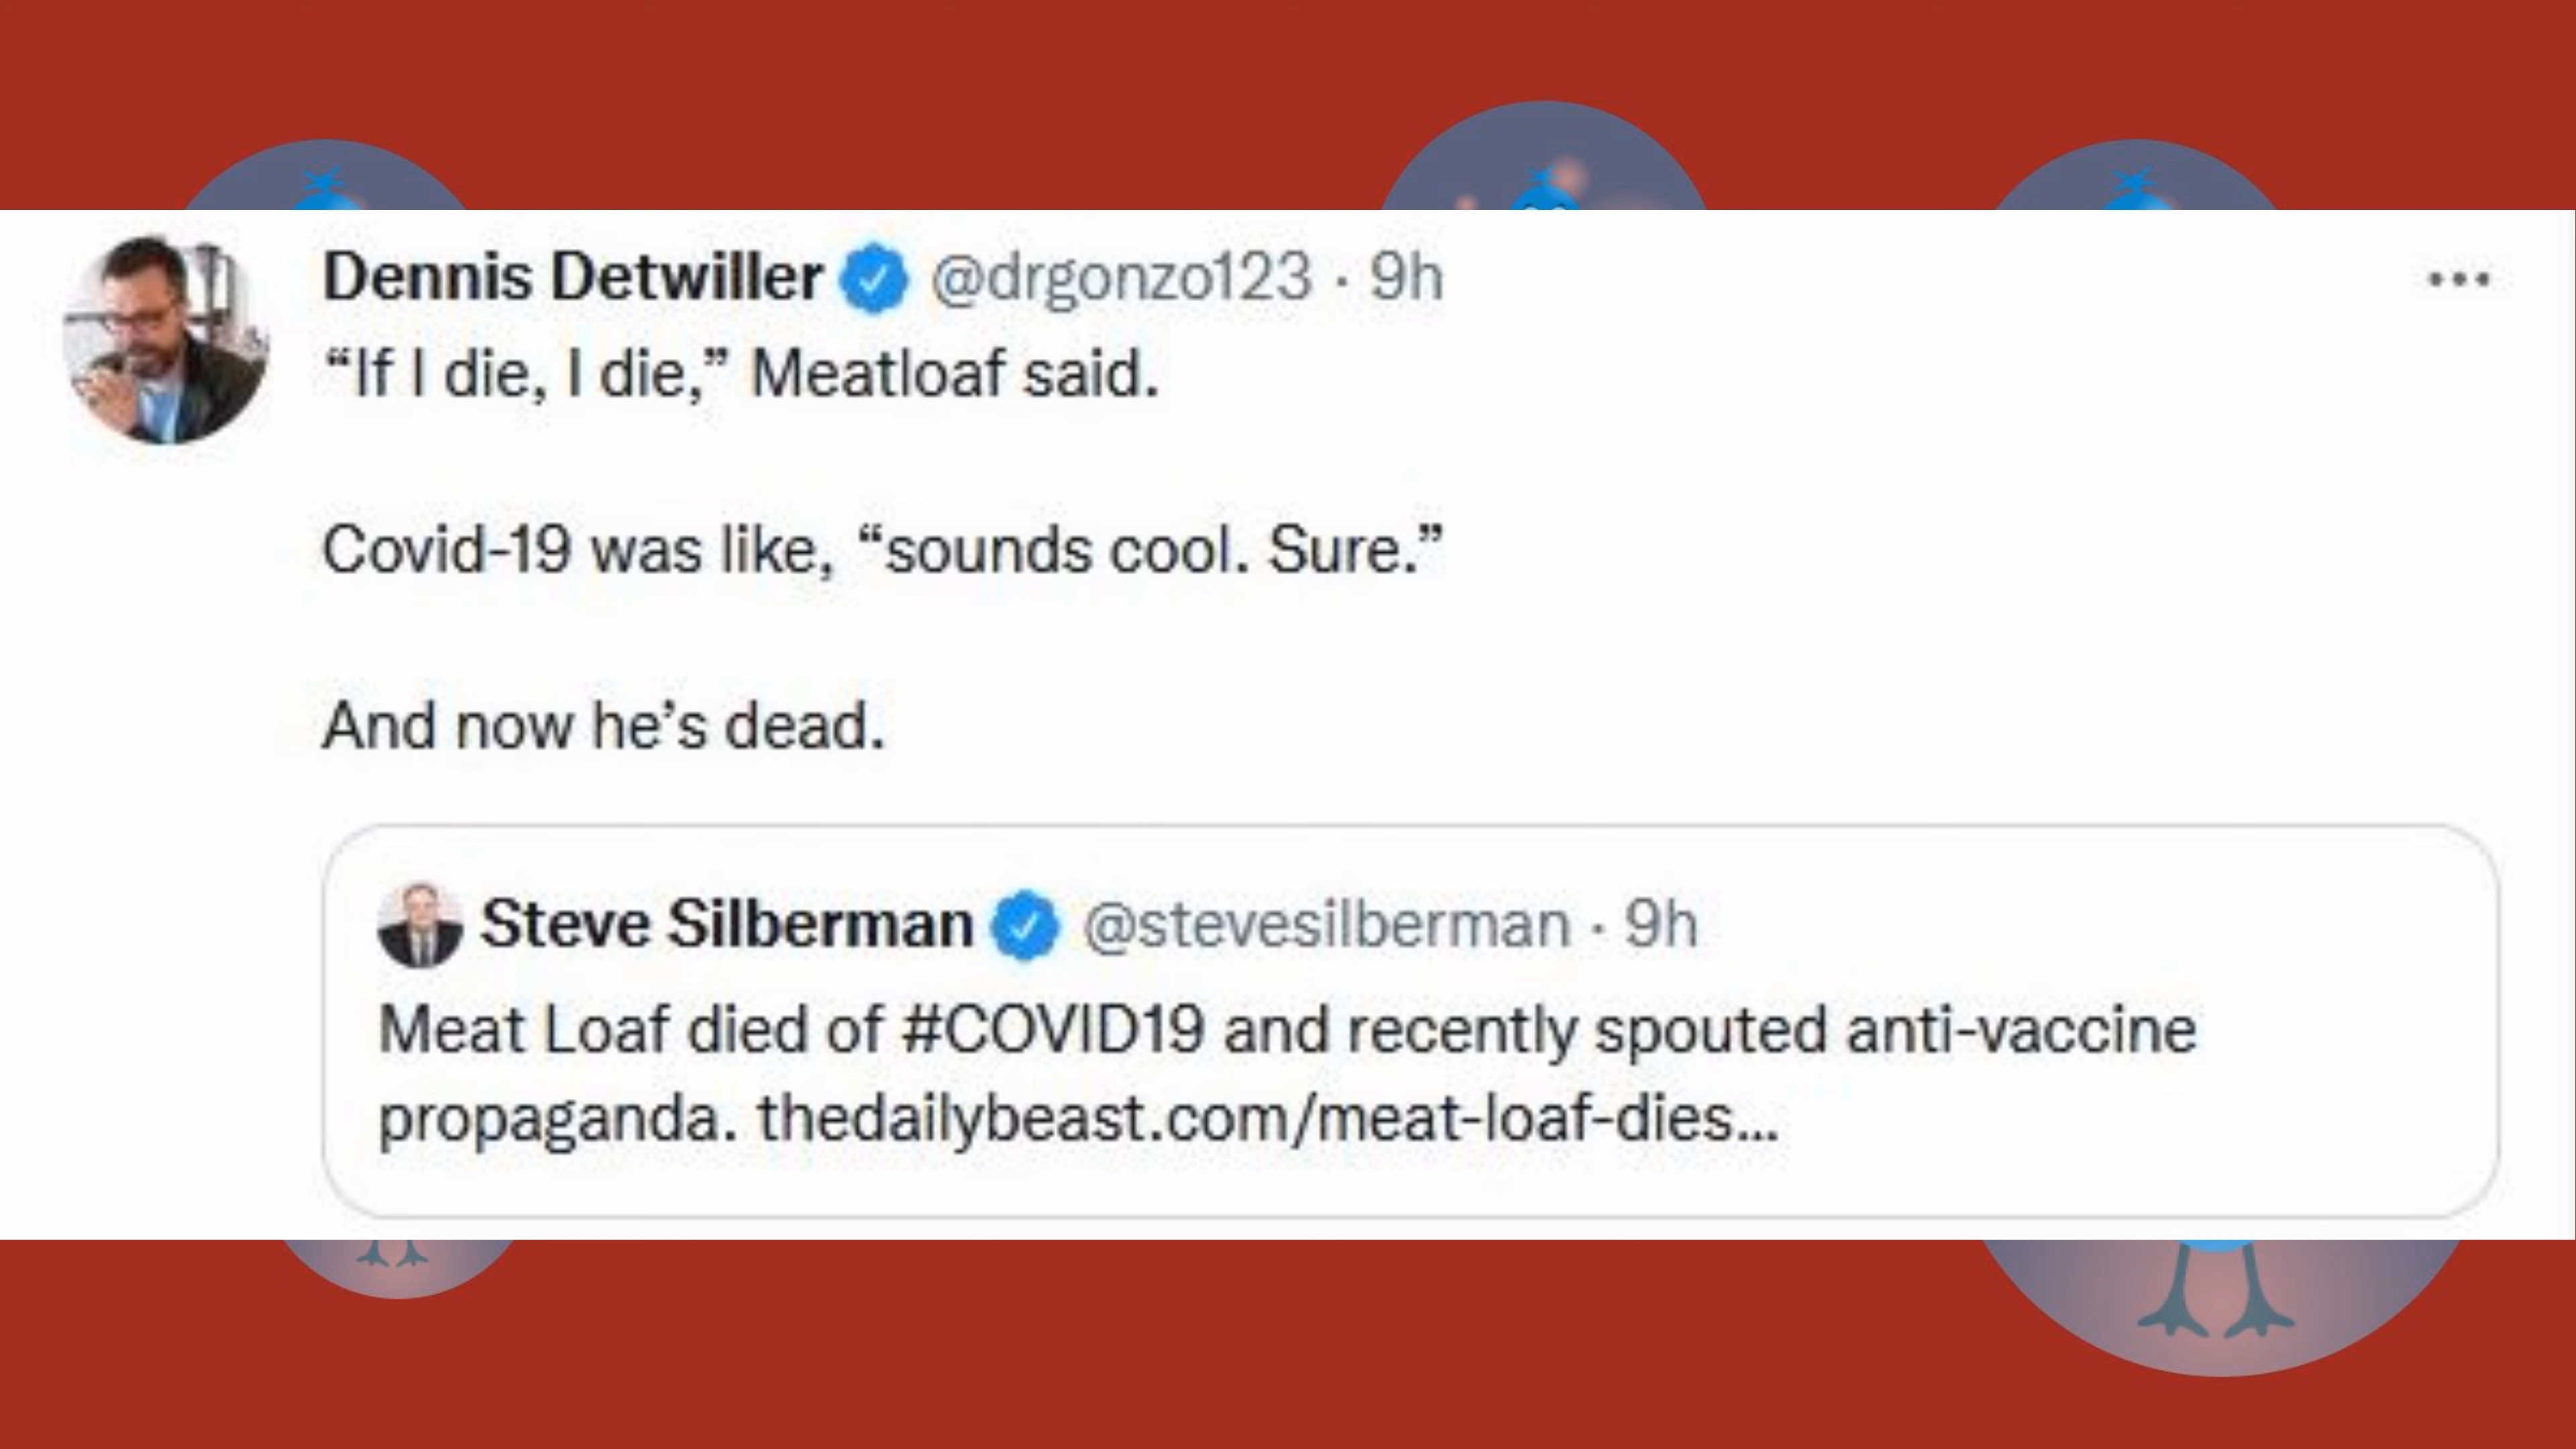 Dennis Detwiller @drgonzo123 · 9h
“If I die, I die,” Meatloaf said.
Covid-19 was like, “sounds cool. Sure.”
And now he’s dead.
Steve Silberman @stevesilberman · 9h
Meat Loaf died of #COVID19 and recently spouted anti-vaccine
propaganda. thedailybeast.com/meat-loaf-dies...